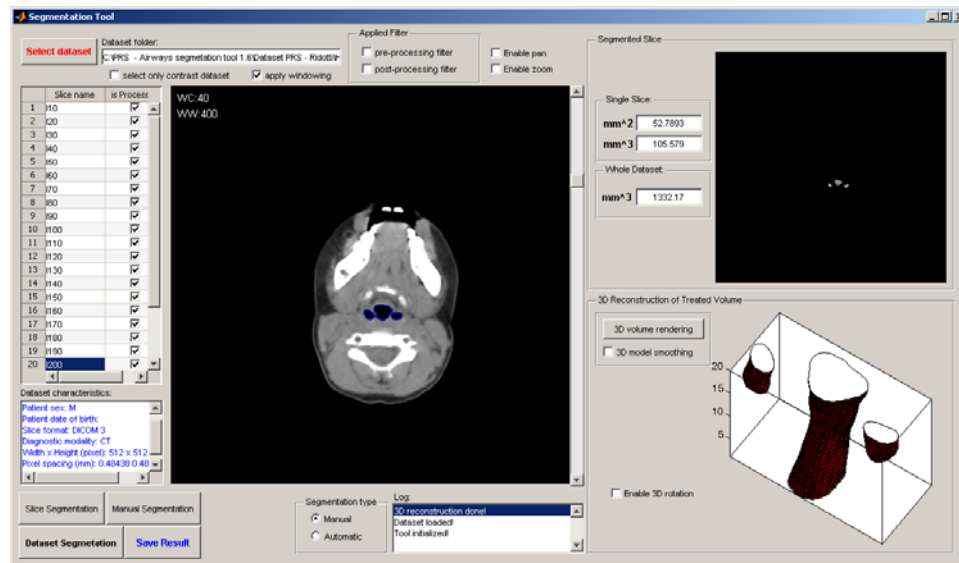 Segmentation Tool
Select dataset
Dataset folder:
C:\PRS - Airways segmetation tool 1.6\Dataset PRS - Ridotti\H
select only contrast dataset
apply windowing
Applied Filter
pre-processing filter
post-processing filter
Enable pan
Enable zoom
Slice name is Process
1 I10
2 I20
3 I30
4 I40
5 I50
6 I60
7 I70
8 I80
9 I90
10 I100
11 I110
12 I120
13 I130
14 I140
15 I150
16 I160
17 I170
18 I180
19 I190
20 I200
WC:40
WW:400
Dataset characteristics:
Patient sex: M
Patient date of birth:
Slice format: DICOM 3
Diagnostic modality: CT
Width x Height (pixel): 512 x 512
Pixel spacing (mm): 0.48438 0.48
Slice Segmentation
Manual Segmentation
Dataset Segmetation
Save Result
Segmentation type
Manual
Automatic
Log:
3D reconstruction done!
Dataset loaded!
Tool initialized!
Segmented Slice
Single Slice:
mm^2 52.7893
mm^3 105.579
Whole Dataset:
mm^3 1332.17
3D Reconstruction of Treated Volume
3D volume rendering
3D model smoothing
20
15
10
5
Enable 3D rotation